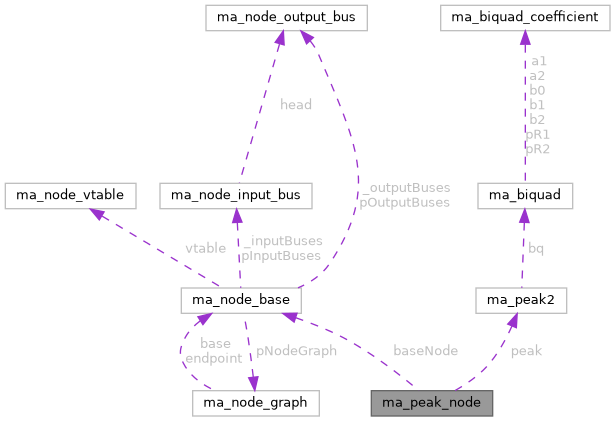 ma_node_output_bus
ma_biquad_coefficient
a1
a2
b0
b1
b2
pR1
pR2
head
_outputBuses
pOutputBuses
ma_node_vtable
ma_node_input_bus
ma_biquad
vtable
_inputBuses
pInputBuses
bq
ma_node_base
ma_peak2
base
endpoint
pNodeGraph
baseNode
peak
ma_node_graph
ma_peak_node